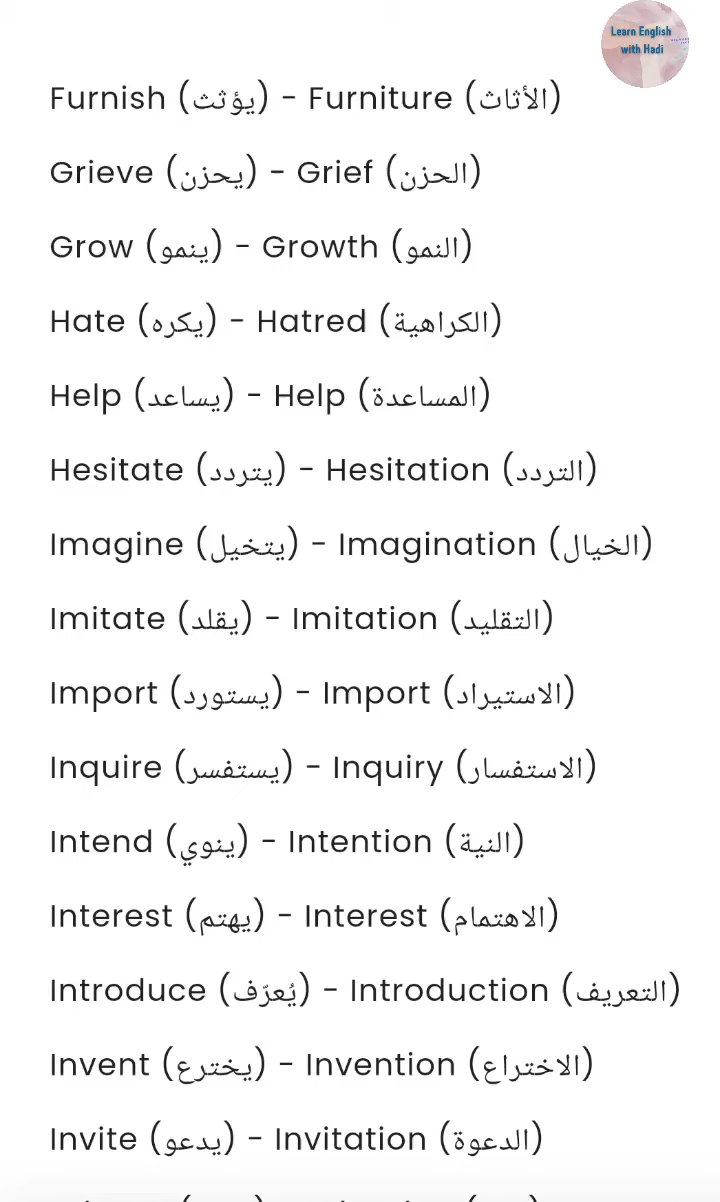 Learn English
with Hadi
Furnish (يؤثث) - Furniture (الأثاث)
Grieve (يحزن) - Grief (الحزن)
Grow (ينمو) - Growth (النمو)
Hate (يكره) - Hatred (الكراهية)
Help (يساعد) - Help (المساعدة)
Hesitate (يتردد) - Hesitation (التردد)
Imagine (يتخيل) - Imagination (الخيال)
Imitate (يقلد) - Imitation (التقليد)
Import (يستورد) - Import (الاستيراد)
Inquire (يستفسر) - Inquiry (الاستفسار)
Intend (ينوي) - Intention (النية)
Interest (يهتم) - Interest (الاهتمام)
Introduce (يُعرّف) - Introduction (التعريف)
Invent (يخترع) - Invention (الاختراع)
Invite (يدعو) - Invitation (الدعوة)